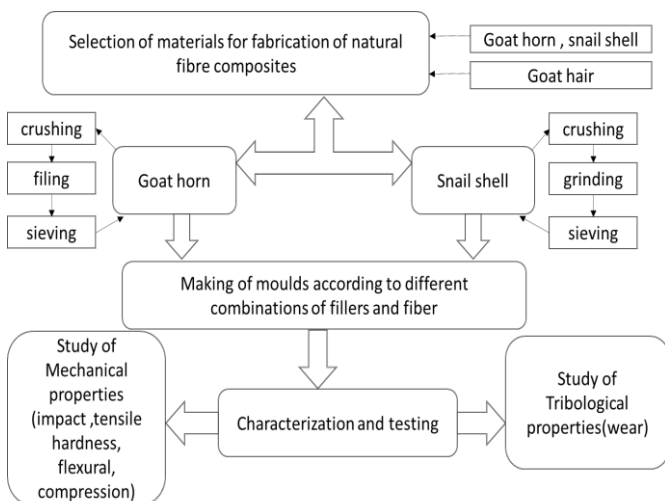 Selection of materials for fabrication of natural
fibre composites
Goat horn , snail shell
Goat hair
crushing
filing
sieving
Goat horn
Snail shell
crushing
grinding
sieving
Making of moulds according to different
combinations of fillers and fiber
Study of
Mechanical
properties
(impact ,tensile
hardness,
flexural,
compression)
Characterization and testing
Study of
Tribological
properties(wear)